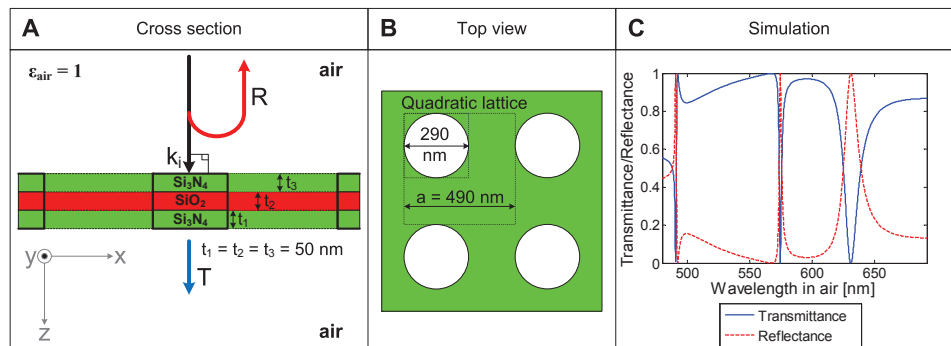 A Cross section
ε_air = 1
air
R
k_i
Si₃N₄
t₃
SiO₂
t₂
Si₃N₄
t₁
t₁ = t₂ = t₃ = 50 nm
y x
z
T
air
B Top view
Quadratic lattice
290
nm
a = 490 nm
C Simulation
Transmittance/Reflectance
1
0.8
0.6
0.4
0.2
0
500 550 600 650
Wavelength in air [nm]
Transmittance
Reflectance